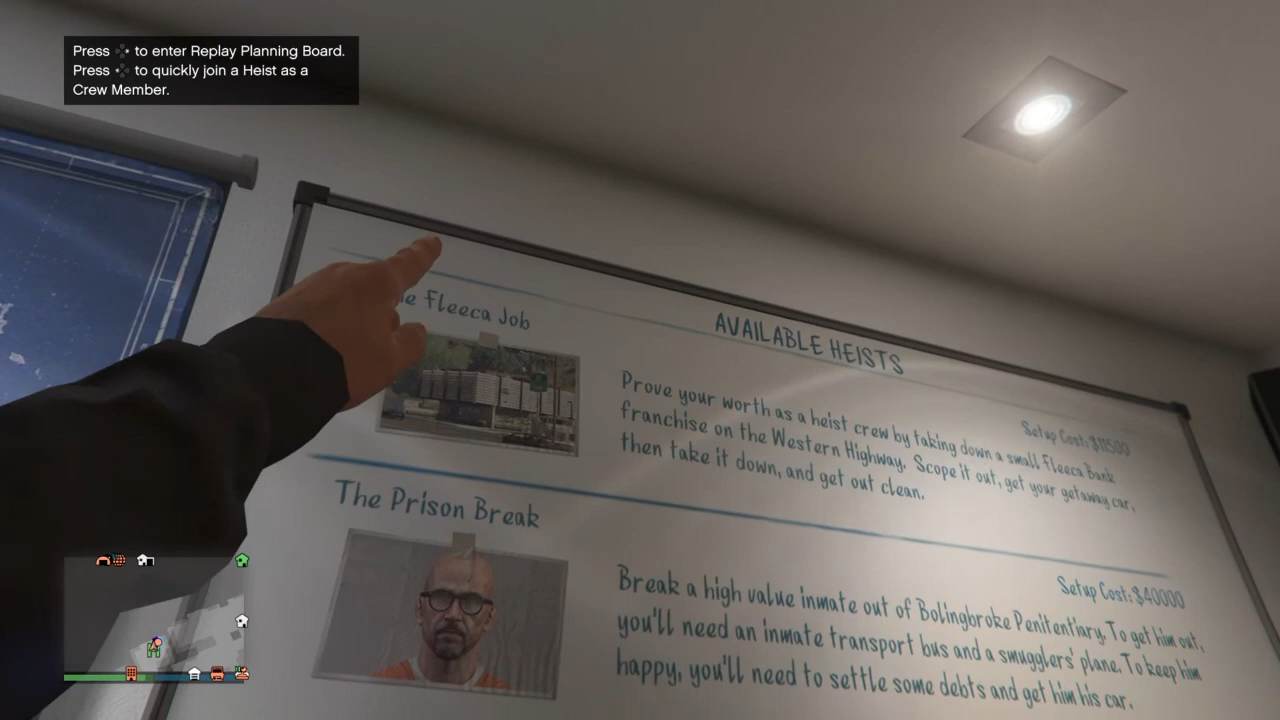 Press to enter Replay Planning Board.
Press to quickly join a Heist as a
Crew Member.
AVAILABLE HEISTS
Fleeca Job
Setup Cost: $11500
Prove your worth as a heist crew by taking down a small Fleeca Bank
franchise on the Western Highway. Scope it out, get your getaway car,
then take it down, and get out clean.
The Prison Break
Setup Cost: $40000
Break a high value inmate out of Bolingbroke Penitentiary. To get him out,
you'll need an inmate transport bus and a smugglers' plane. To keep him
happy, you'll need to settle some debts and get him his car.